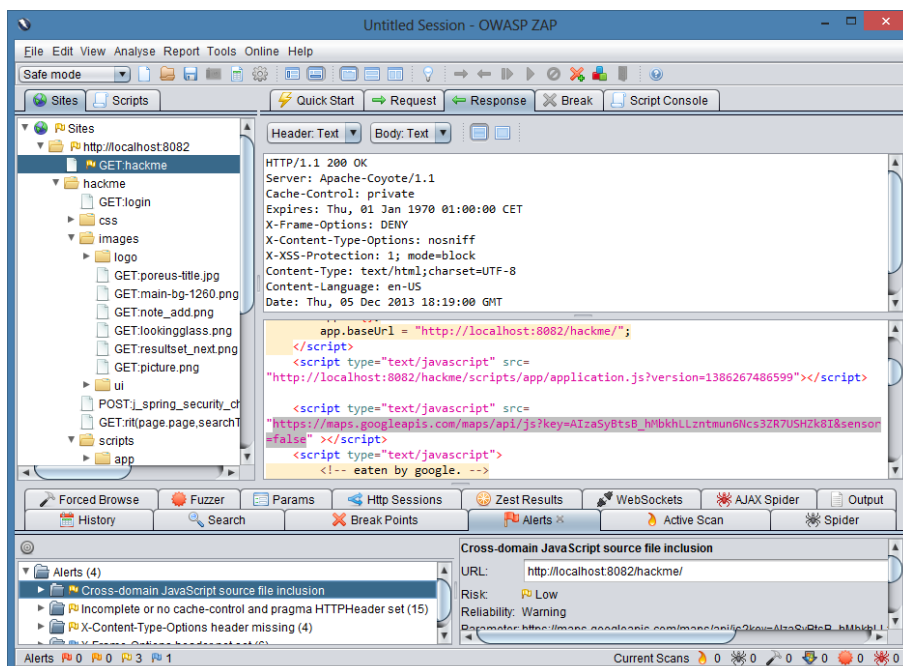 Untitled Session - OWASP ZAP
File Edit View Analyse Report Tools Online Help
Safe mode
Sites Scripts
Quick Start Request Response Break Script Console
Header: Text Body: Text
Sites
http://localhost:8082
GET:hackme
hackme
GET:login
css
images
logo
GET:poreus-title.jpg
GET:main-bg-1260.png
GET:note_add.png
GET:lookingglass.png
GET:resultset_next.png
GET:picture.png
ui
POST:j_spring_security_ch
GET:rit(page.page,searchT
scripts
app
HTTP/1.1 200 OK
Server: Apache-Coyote/1.1
Cache-Control: private
Expires: Thu, 01 Jan 1970 01:00:00 CET
X-Frame-Options: DENY
X-Content-Type-Options: nosniff
X-XSS-Protection: 1; mode=block
Content-Type: text/html;charset=UTF-8
Content-Language: en-US
Date: Thu, 05 Dec 2013 18:19:00 GMT
app.baseUrl = "http://localhost:8082/hackme/";
</script>
<script type="text/javascript" src=
"http://localhost:8082/hackme/scripts/app/application.js?version=1386267486599"></script>
<script type="text/javascript" src=
"https://maps.googleapis.com/maps/api/js?key=AIzaSyBtsB_hMbkhLLzntmun6Ncs3ZR7USHZk8I&sensor
=false" ></script>
<script type="text/javascript">
<!-- eaten by google. -->
Forced Browse Fuzzer Params Http Sessions Zest Results WebSockets AJAX Spider Output
History Search Break Points Alerts Active Scan Spider
Alerts (4)
Cross-domain JavaScript source file inclusion
Incomplete or no cache-control and pragma HTTPHeader set (15)
X-Content-Type-Options header missing (4)
Cross-domain JavaScript source file inclusion
URL: http://localhost:8082/hackme/
Risk: Low
Reliability: Warning
Alerts 0 0 3 1
Current Scans 0 0 0 0 0 0